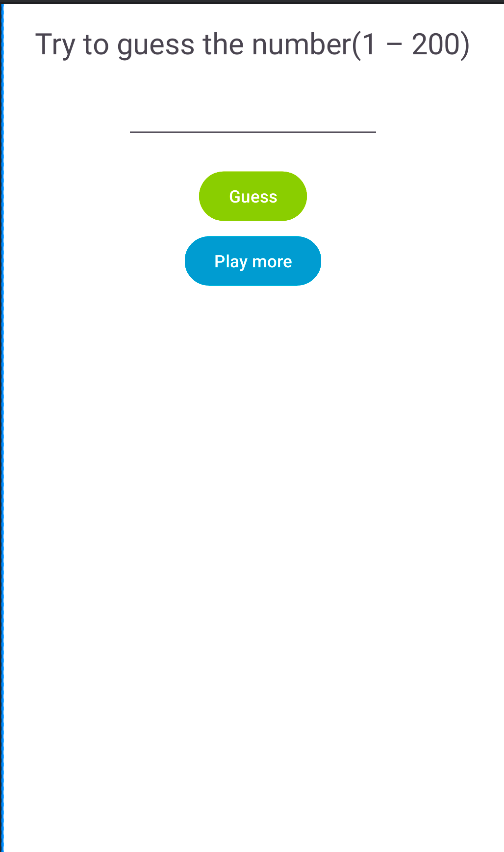 Try to guess the number(1 – 200)
Guess
Play more